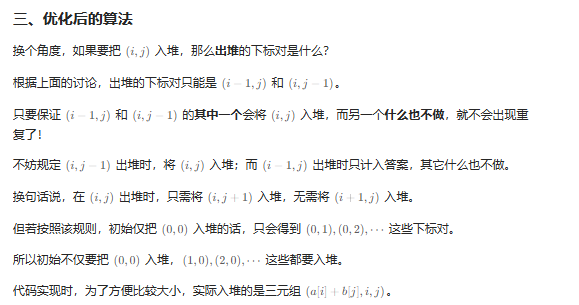 三、优化后的算法
换个角度，如果要把 (i, j) 入堆，那么出堆的下标对是什么？
根据上面的讨论，出堆的下标对只能是 (i − 1, j) 和 (i, j − 1)。
只要保证 (i − 1, j) 和 (i, j − 1) 的其中一个会将 (i, j) 入堆，而另一个什么也不做，就不会出现重
复了！
不妨规定 (i, j − 1) 出堆时，将 (i, j) 入堆；而 (i − 1, j) 出堆时只计入答案，其它什么也不做。
换句话说，在 (i, j) 出堆时，只需将 (i, j + 1) 入堆，无需将 (i + 1, j) 入堆。
但若按照该规则，初始仅把 (0, 0) 入堆的话，只会得到 (0, 1), (0, 2), ⋯ 这些下标对。
所以初始不仅要把 (0, 0) 入堆，(1, 0), (2, 0), ⋯ 这些都要入堆。
代码实现时，为了方便比较大小，实际入堆的是三元组 (a[i] + b[j], i, j)。